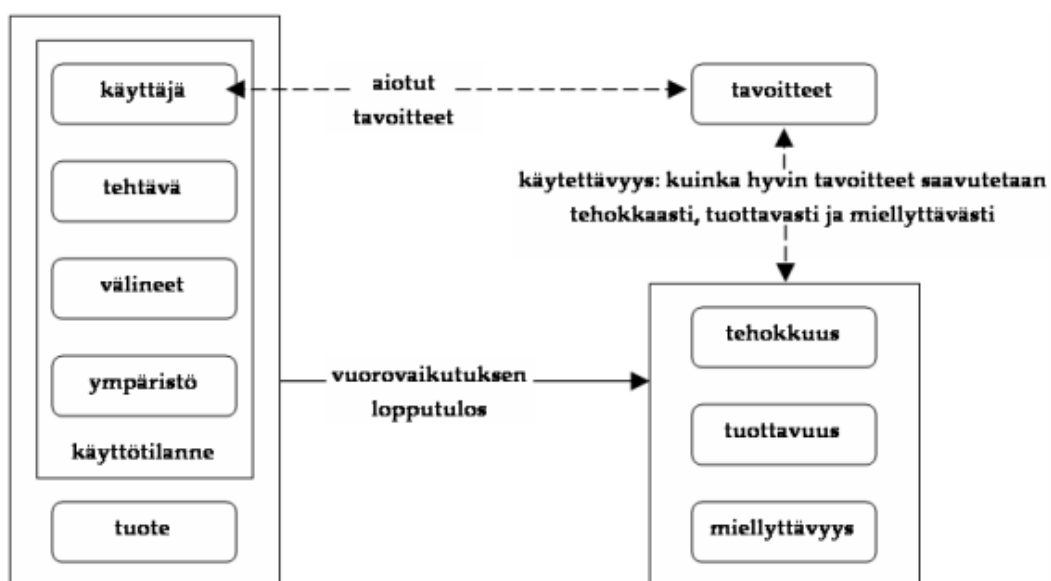 käyttäjä
aiotut
tavoitteet
tavoitteet
tehtävä
käytettävyys: kuinka hyvin tavoitteet saavutetaan
tehokkaasti, tuottavasti ja miellyttävästi
välineet
tehokkuus
ympäristö
vuorovaikutuksen
lopputulos
käyttötilanne
tuottavuus
tuote
miellyttävyys